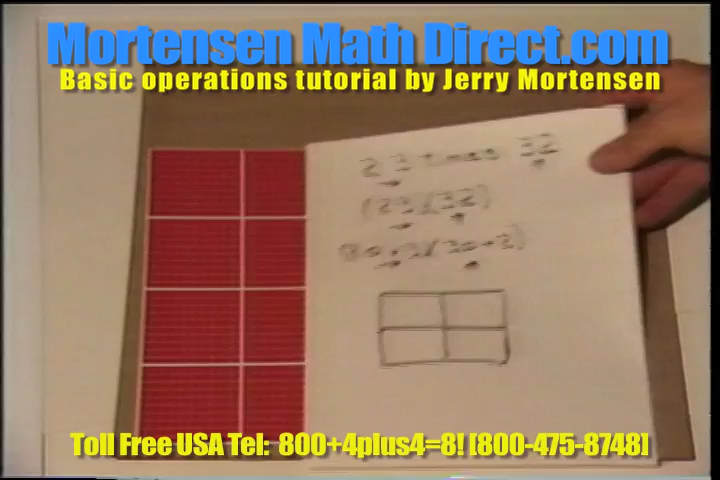 Mortensen Math Direct.com
Basic operations tutorial by Jerry Mortensen
23 times 32
(23)(32)
3)(30+2)
Toll Free USA Tel: 800+4plus4=8! [800-475-8748]